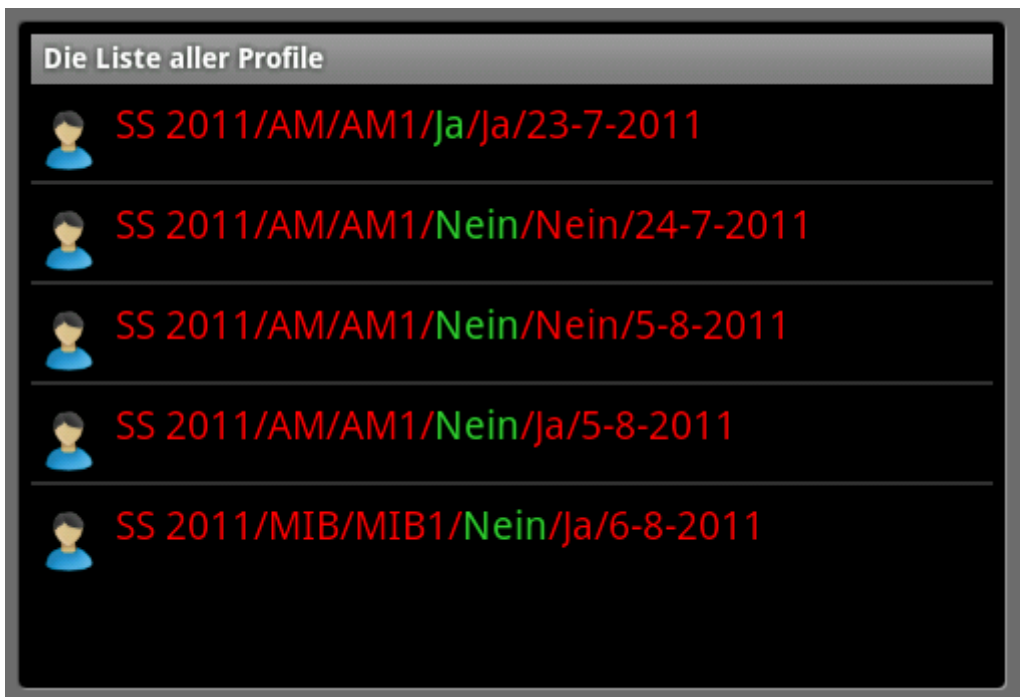 Die Liste aller Profile
SS 2011/AM/AM1/Ja/Ja/23-7-2011
SS 2011/AM/AM1/Nein/Nein/24-7-2011
SS 2011/AM/AM1/Nein/Nein/5-8-2011
SS 2011/AM/AM1/Nein/Ja/5-8-2011
SS 2011/MIB/MIB1/Nein/Ja/6-8-2011